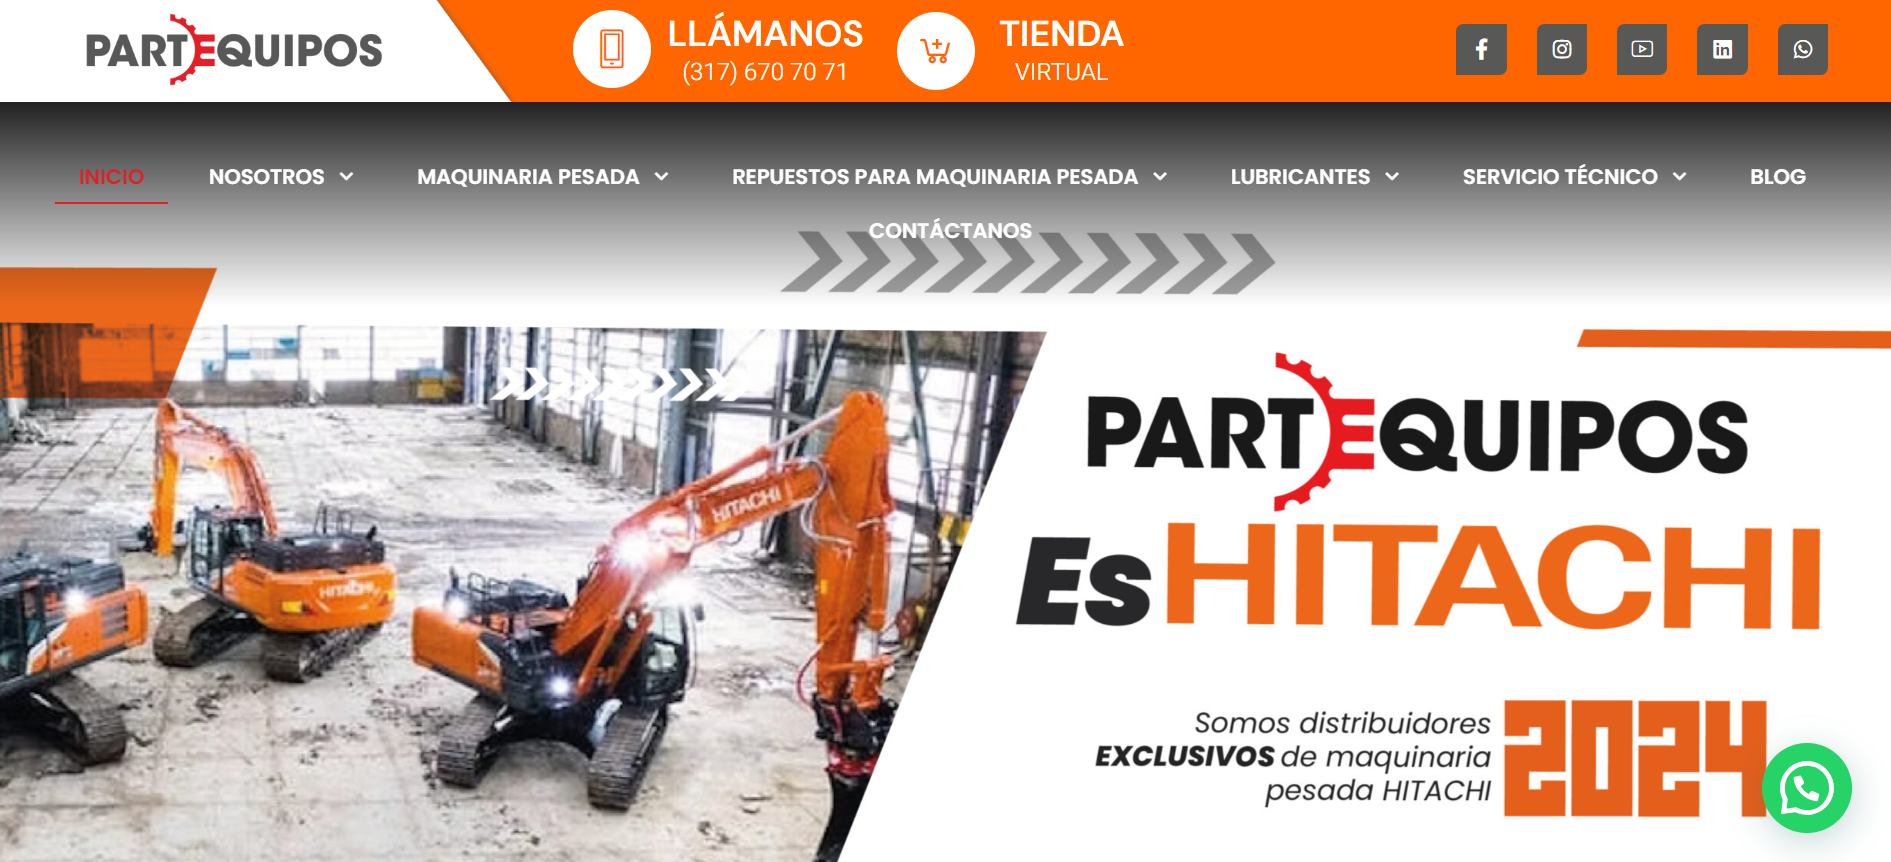 PARTEQUIPOS
LLÁMANOS
(317) 670 70 71
TIENDA
VIRTUAL
INICIO
NOSOTROS
MAQUINARIA PESADA
REPUESTOS PARA MAQUINARIA PESADA
LUBRICANTES
SERVICIO TÉCNICO
BLOG
CONTÁCTANOS
HITACHI
HITACHI
PARTEQUIPOS
Es HITACHI
Somos distribuidores
EXCLUSIVOS de maquinaria
pesada HITACHI
2024